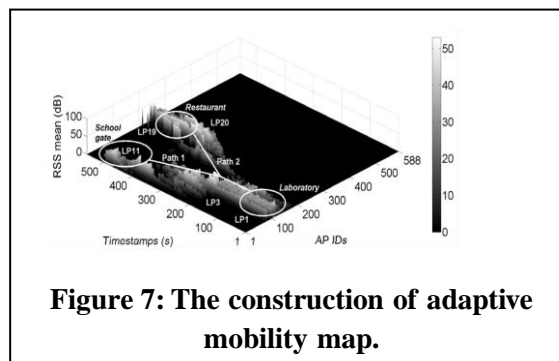 50
100
Restaurant
40
50
School
gate
LP19
LP20
0
LP11
Path 1
Path 2
588
30
500
500
400
400
Laboratory
300
20
300
LP3
200
200
LP1
10
100
100
1
1
0
RSS mean (dB)
Timestamps (s)
AP IDs
Figure 7: The construction of adaptive
mobility map.